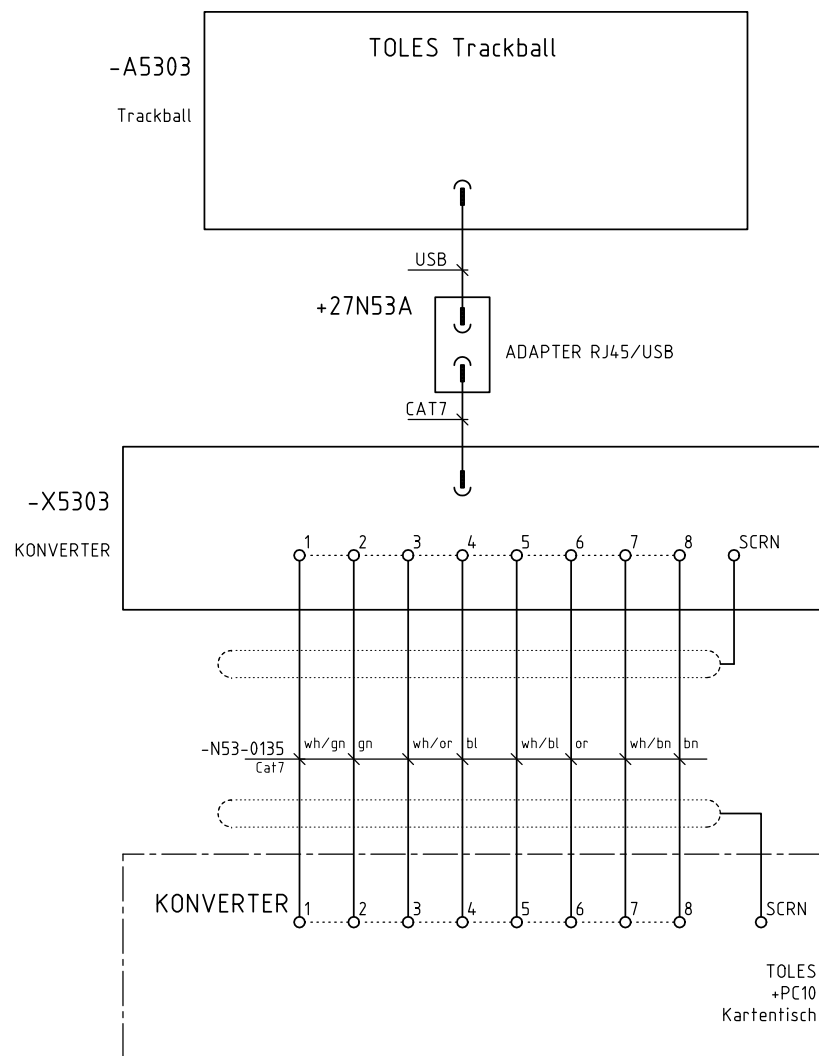 TOLES Trackball
-A5303
Trackball
USB
+27N53A
ADAPTER RJ45/USB
CAT7
-X5303
KONVERTER
1 2 3 4 5 6 7 8 SCRN
-N53-0135 wh/gn gn wh/or bl wh/bl or wh/bn bn
Cat7
KONVERTER
1 2 3 4 5 6 7 8 SCRN
TOLES
+PC10
Kartentisch